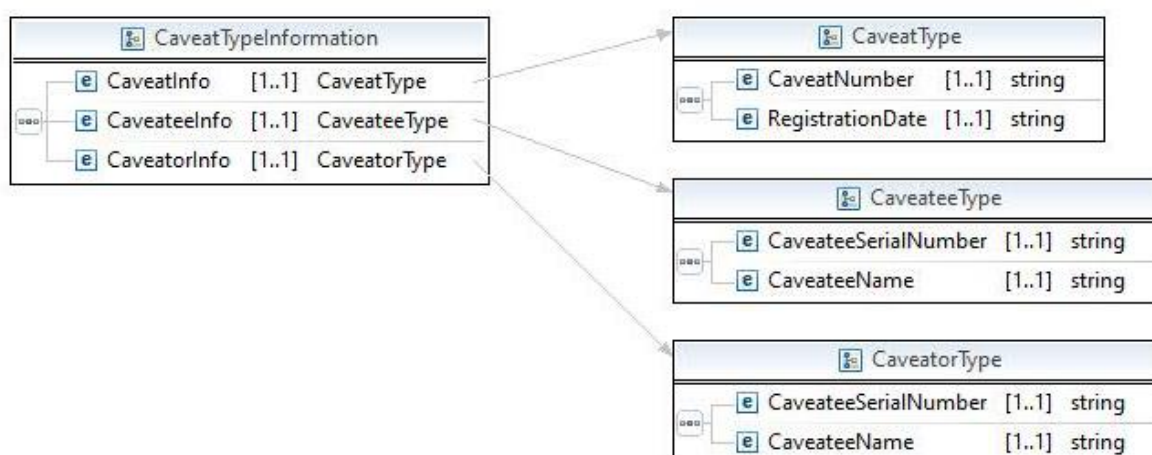 CaveatTypeInformation
CaveatInfo [1..1] CaveatType
CaveateeInfo [1..1] CaveateeType
CaveatorInfo [1..1] CaveatorType
CaveatType
CaveatNumber [1..1] string
RegistrationDate [1..1] string
CaveateeType
CaveateeSerialNumber [1..1] string
CaveateeName [1..1] string
CaveatorType
CaveateeSerialNumber [1..1] string
CaveateeName [1..1] string